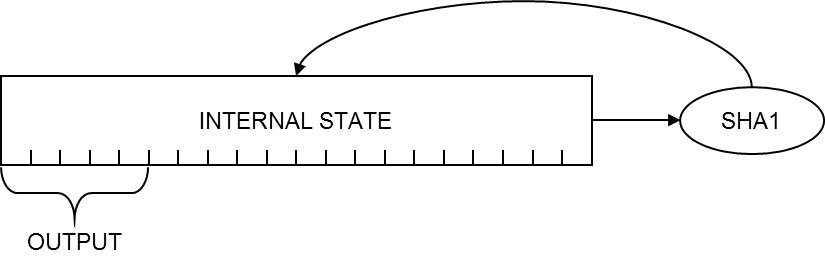 INTERNAL STATE
SHA1
OUTPUT